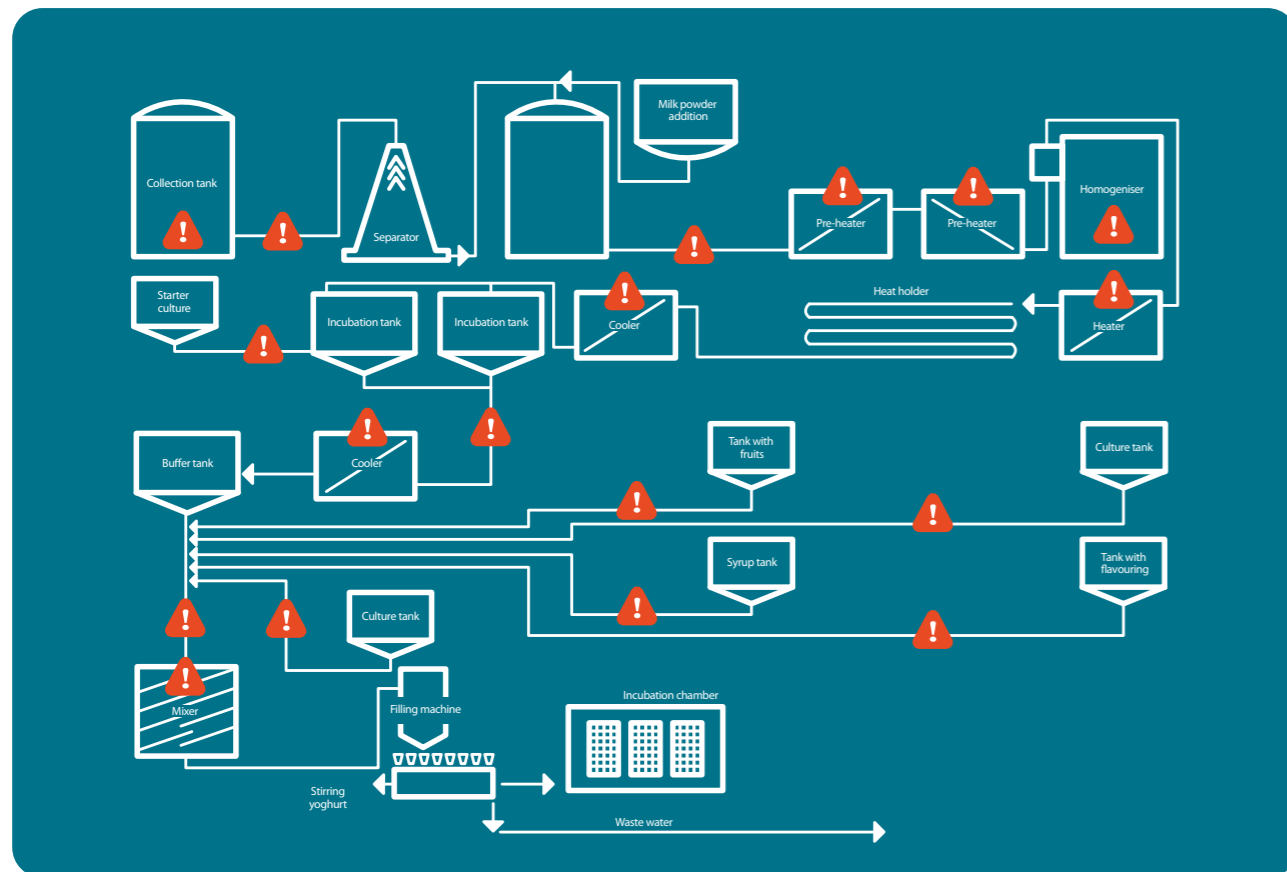 Milk powder
addition
Collection tank
Separator
Pre-heater
Pre-heater
Homogeniser
Starter
culture
Incubation tank
Incubation tank
Cooler
Heat holder
Heater
Buffer tank
Cooler
Tank with
fruits
Culture tank
Syrup tank
Tank with
flavouring
Culture tank
Mixer
Filling machine
Incubation chamber
Stirring
yoghurt
Waste water